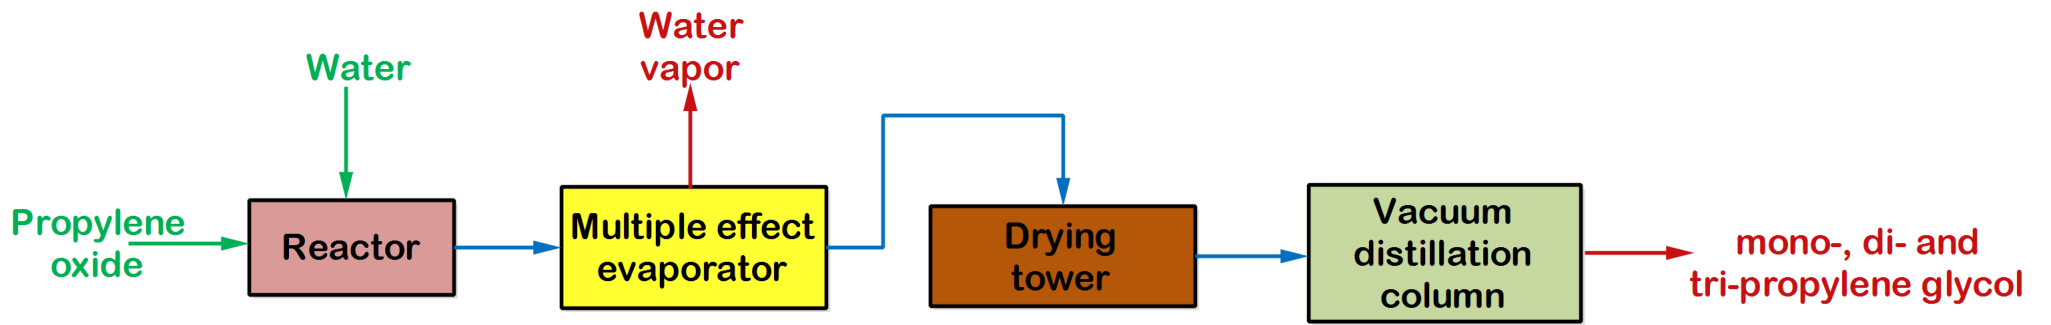 Water
vapor
Water
Propylene
oxide
Reactor
Multiple effect
evaporator
Drying
tower
Vacuum
distillation
column
mono-, di- and
tri-propylene glycol